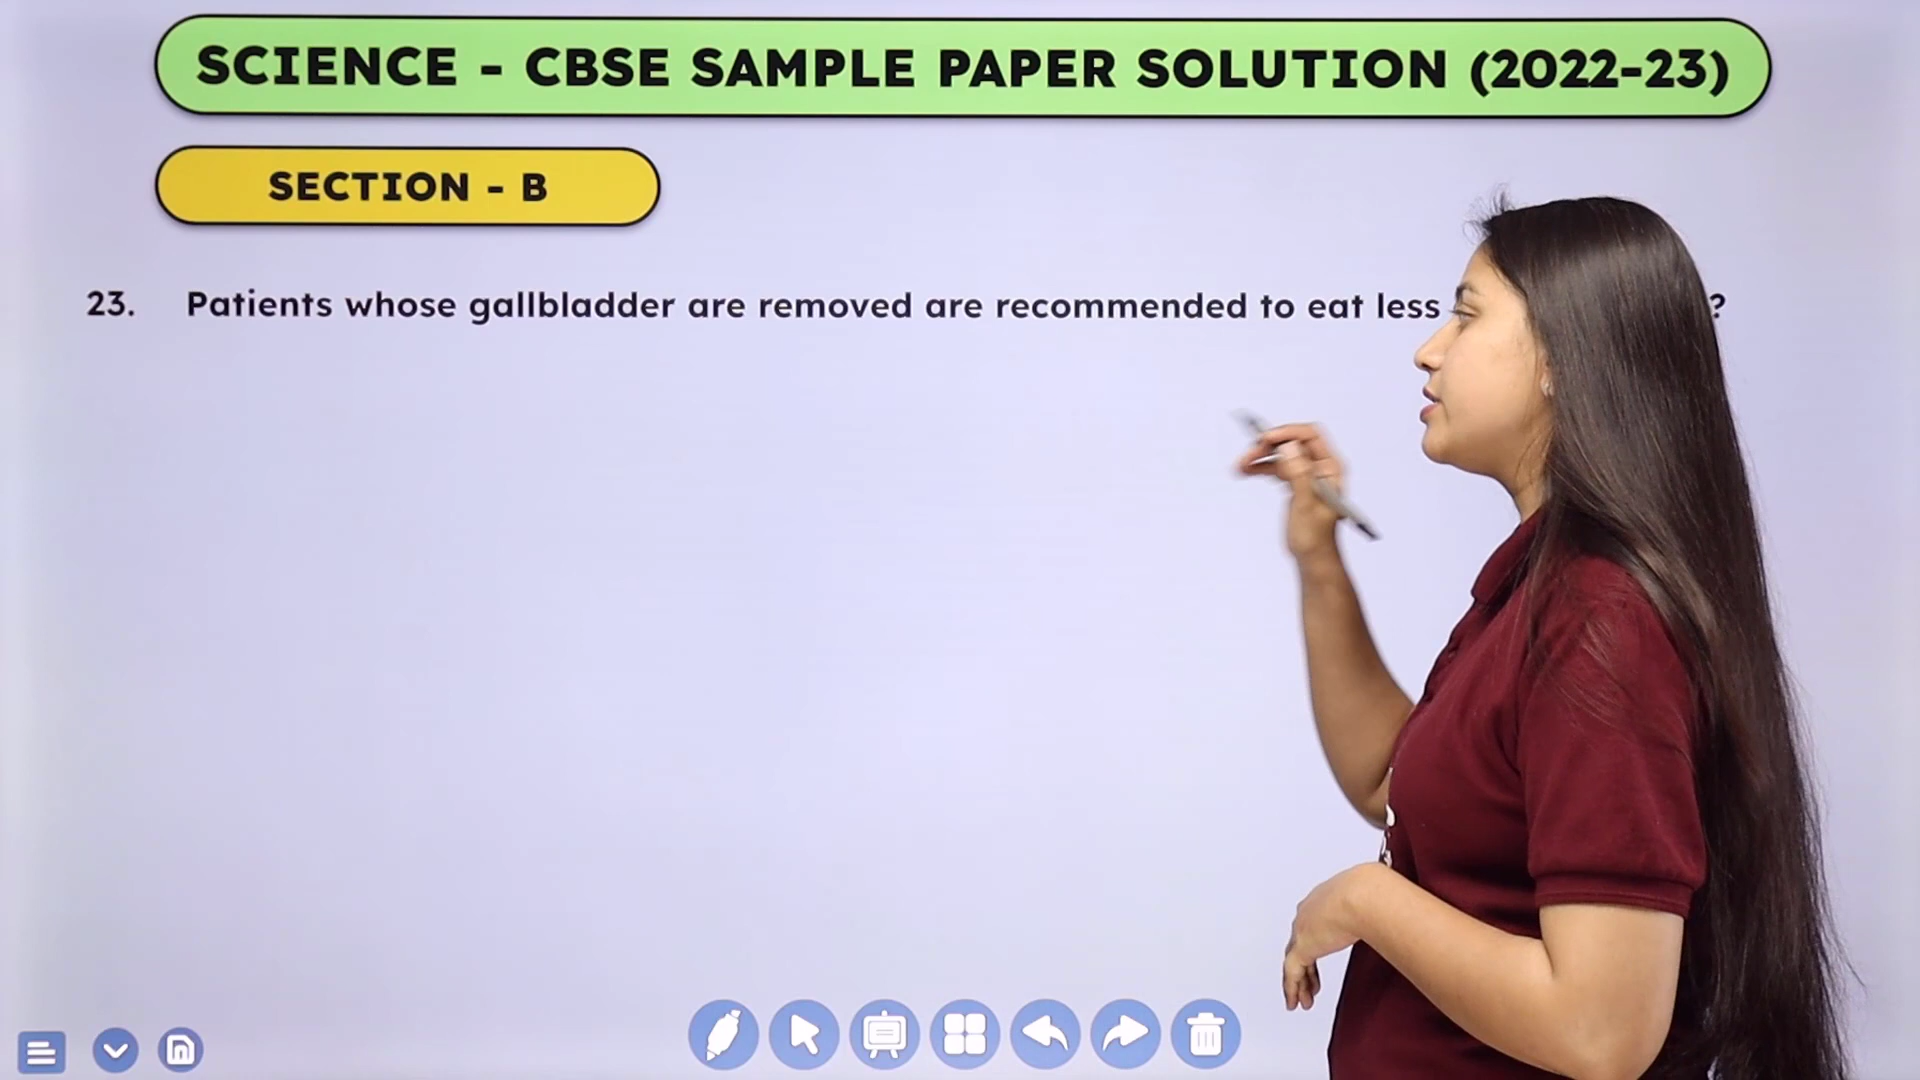 SCIENCE - CBSE SAMPLE PAPER SOLUTION (2022-23)
SECTION - B
23. Patients whose gallbladder are removed are recommended to eat less ?